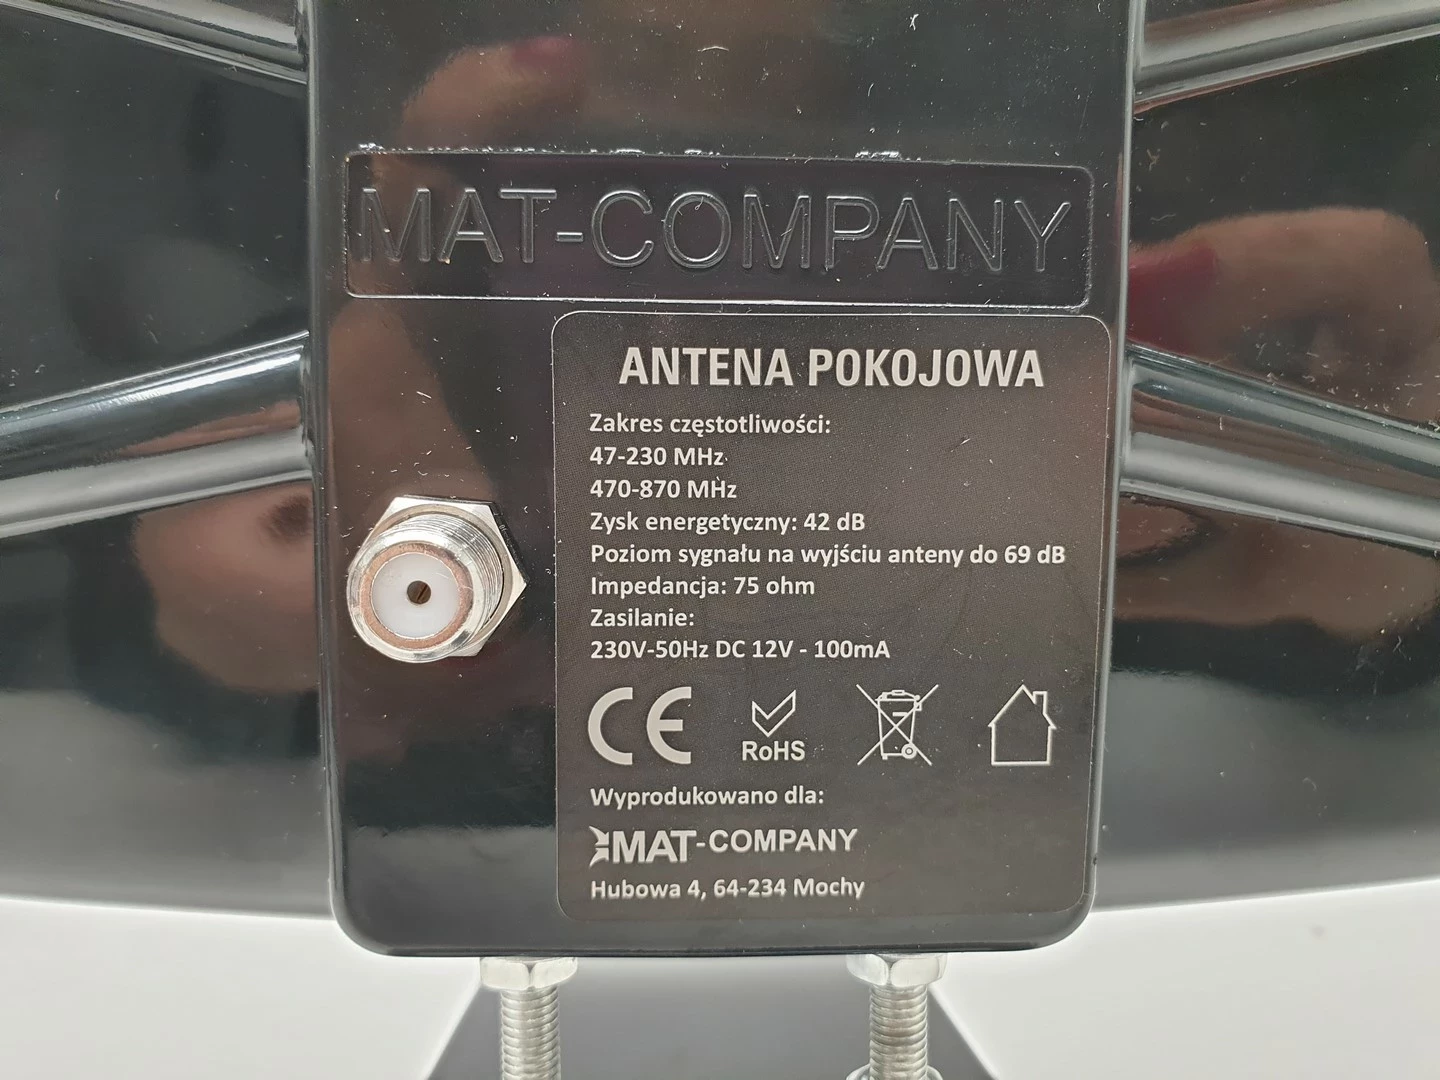 MAT-COMPANY
ANTENA POKOJOWA
Zakres częstotliwości:
47-230 MHz
470-870 MHz
Zysk energetyczny: 42 dB
Poziom sygnału na wyjściu anteny do 69 dB
Impedancja: 75 ohm
Zasilanie:
230V-50Hz DC 12V - 100mA
CE RoHS
Wyprodukowano dla:
MAT-COMPANY
Hubowa 4, 64-234 Mochy